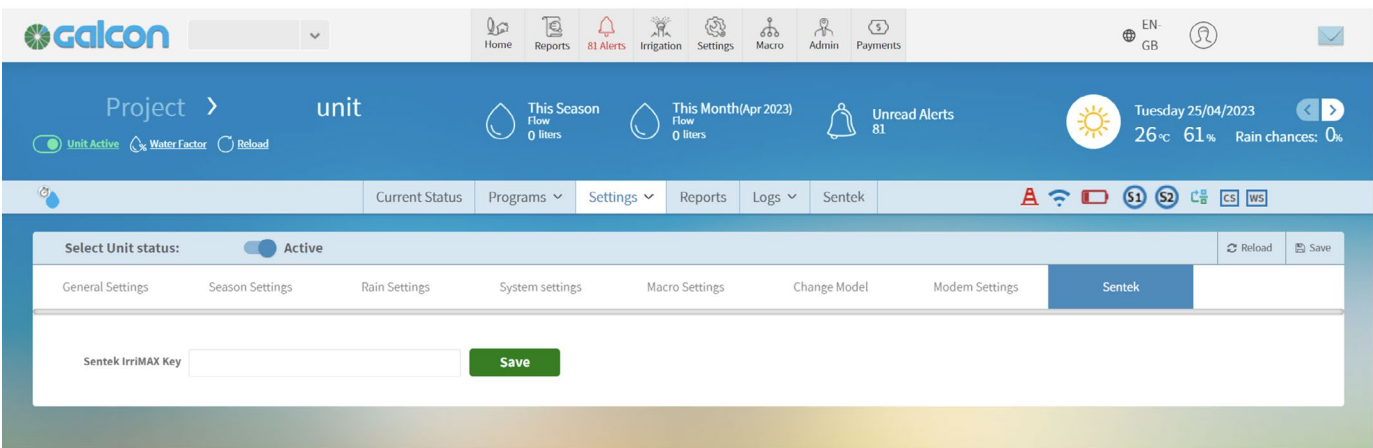 GALCON
Home
Reports
81 Alerts
Irrigation
Settings
Macro
Admin
Payments
EN-
GB
Project > unit
Unit Active
% Water Factor
Reload
This Season
Flow
0 liters
This Month(Apr 2023)
Flow
0 liters
Unread Alerts
81
Tuesday 25/04/2023
26 °C 61 % Rain chances: 0%
Current Status
Programs
Settings
Reports
Logs
Sentek
S1
S2
CS
WS
Select Unit status:
Active
Reload
Save
General Settings
Season Settings
Rain Settings
System settings
Macro Settings
Change Model
Modem Settings
Sentek
Sentek IrriMAX Key
Save